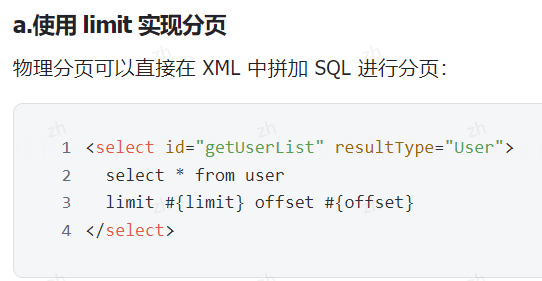 a.使用 limit 实现分页
物理分页可以直接在 XML 中拼加 SQL 进行分页：
1 <select id="getUserList" resultType="User">
2   select * from user
3   limit #{limit} offset #{offset}
4 </select>